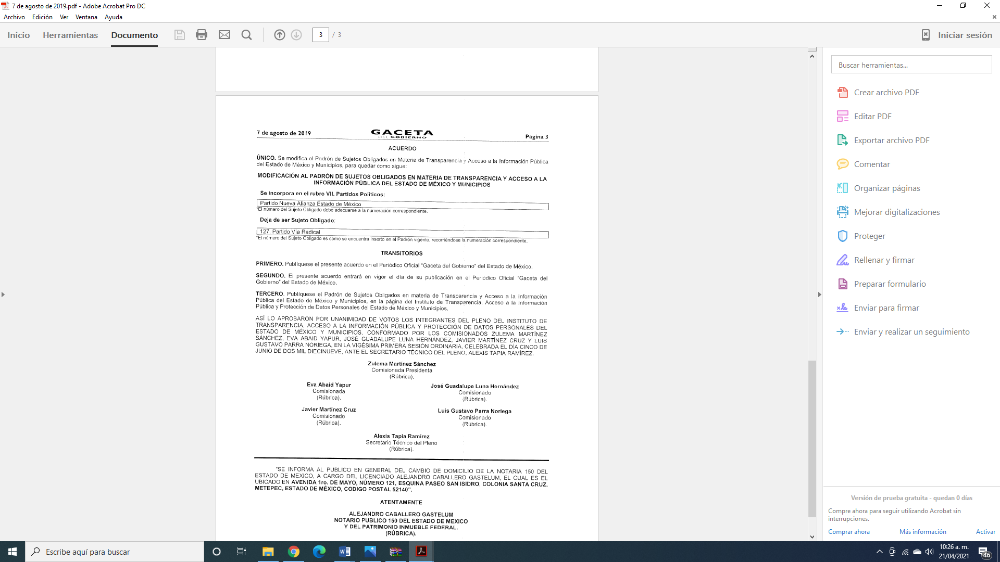 7 de agosto de 2019.pdf - Adobe Acrobat Pro DC
Archivo Edición Ver Ventana Ayuda
Inicio Herramientas Documento 3 / 3 Iniciar sesión
7 de agosto de 2019 GACETA DEL GOBIERNO Página 3
ACUERDO
ÚNICO. Se modifica el Padrón de Sujetos Obligados en Materia de Transparencia y Acceso a la Información Pública
del Estado de México y Municipios, para quedar como sigue:
MODIFICACIÓN AL PADRÓN DE SUJETOS OBLIGADOS EN MATERIA DE TRANSPARENCIA Y ACCESO A LA
INFORMACIÓN PÚBLICA DEL ESTADO DE MÉXICO Y MUNICIPIOS
Se incorpora en el rubro VII. Partidos Políticos:
Partido Nueva Alianza Estado de México
*El número del Sujeto Obligado debe adecuarse a la numeración correspondiente.
Deja de ser Sujeto Obligado:
127. Partido Vía Radical
*El número del Sujeto Obligado es como se encuentra inserto en el Padrón vigente, recorriéndose la numeración correspondiente.
TRANSITORIOS
PRIMERO. Publíquese el presente acuerdo en el Periódico Oficial "Gaceta del Gobierno" del Estado de México.
SEGUNDO. El presente acuerdo entrará en vigor el día de su publicación en el Periódico Oficial "Gaceta del
Gobierno" del Estado de México.
TERCERO. Publíquese el Padrón de Sujetos Obligados en materia de Transparencia y Acceso a la Información
Pública del Estado de México y Municipios, en la página del Instituto de Transparencia, Acceso a la Información
Pública y Protección de Datos Personales del Estado de México y Municipios.
ASÍ LO APROBARON POR UNANIMIDAD DE VOTOS LOS INTEGRANTES DEL PLENO DEL INSTITUTO DE
TRANSPARENCIA, ACCESO A LA INFORMACIÓN PÚBLICA Y PROTECCIÓN DE DATOS PERSONALES DEL
ESTADO DE MÉXICO Y MUNICIPIOS, CONFORMADO POR LOS COMISIONADOS ZULEMA MARTÍNEZ
SÁNCHEZ, EVA ABAID YAPUR, JOSÉ GUADALUPE LUNA HERNÁNDEZ, JAVIER MARTÍNEZ CRUZ Y LUIS
GUSTAVO PARRA NORIEGA, EN LA VIGÉSIMA PRIMERA SESIÓN ORDINARIA, CELEBRADA EL DÍA CINCO DE
JUNIO DE DOS MIL DIECINUEVE, ANTE EL SECRETARIO TÉCNICO DEL PLENO, ALEXIS TAPIA RAMÍREZ.
Zulema Martínez Sánchez
Comisionada Presidenta
(Rúbrica).
Eva Abaid Yapur
Comisionada
(Rúbrica).
José Guadalupe Luna Hernández
Comisionado
(Rúbrica).
Javier Martínez Cruz
Comisionado
(Rúbrica).
Luis Gustavo Parra Noriega
Comisionado
(Rúbrica).
Alexis Tapia Ramírez
Secretario Técnico del Pleno
(Rúbrica).
"SE INFORMA AL PUBLICO EN GENERAL DEL CAMBIO DE DOMICILIO DE LA NOTARIA 150 DEL
ESTADO DE MEXICO, A CARGO DEL LICENCIADO ALEJANDRO CABALLERO GASTELUM, EL CUAL ES EL
UBICADO EN AVENIDA 1ro. DE MAYO, NÚMERO 121, ESQUINA PASEO SAN ISIDRO, COLONIA SANTA CRUZ,
METEPEC, ESTADO DE MÉXICO, CODIGO POSTAL 52140".
ATENTAMENTE
ALEJANDRO CABALLERO GASTELUM
NOTARIO PUBLICO 150 DEL ESTADO DE MEXICO
Y DEL PATRIMONIO INMUEBLE FEDERAL.
(RÚBRICA).
Buscar herramientas...
Crear archivo PDF
Editar PDF
Exportar archivo PDF
Comentar
Organizar páginas
Mejorar digitalizaciones
Proteger
Rellenar y firmar
Preparar formulario
Enviar para firmar
Enviar y realizar un seguimiento
Versión de prueba gratuita - quedan 0 días
Compre ahora para seguir utilizando Acrobat sin
interrupciones.
Comprar ahora Más información Activar
Escribe aquí para buscar
10:26 a. m.
21/04/2021
46